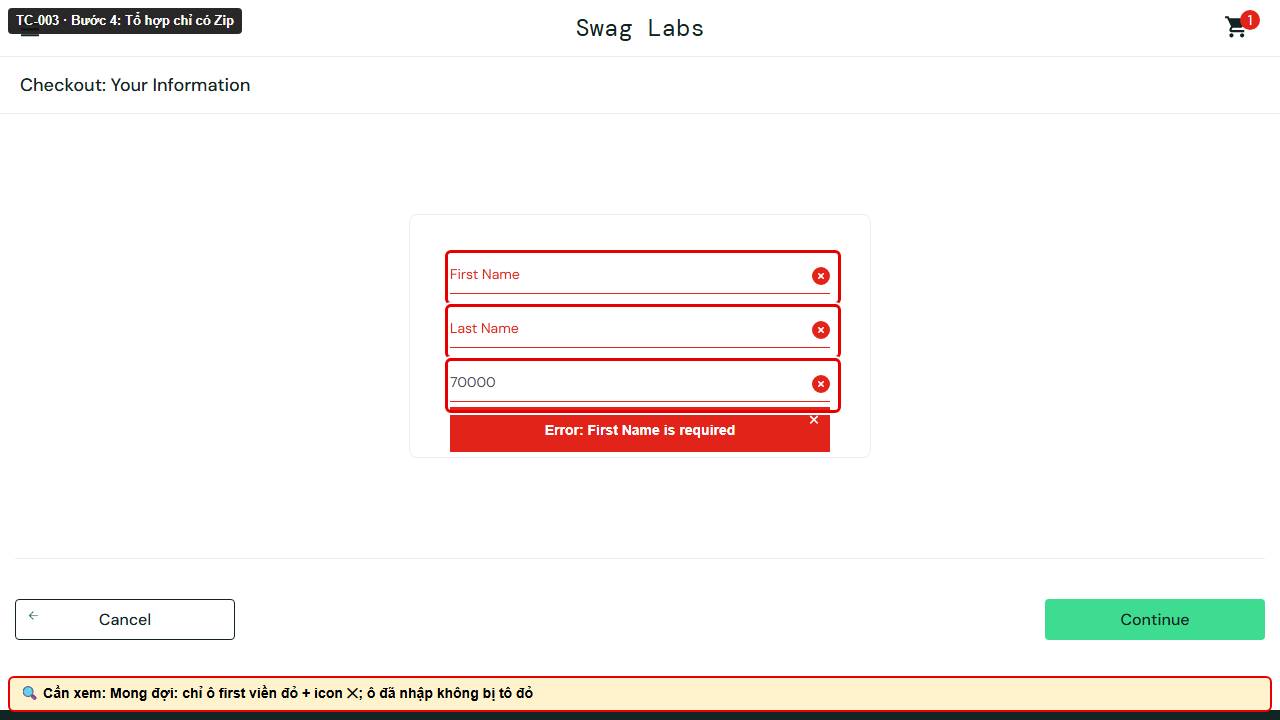 TC-003 · Bước 4: Tổ hợp chỉ có Zip
Swag Labs
1
Checkout: Your Information
First Name
Last Name
70000
Error: First Name is required
Cancel
Continue
🔍 Cần xem: Mong đợi: chỉ ô first viền đỏ + icon ✕; ô đã nhập không bị tô đỏ